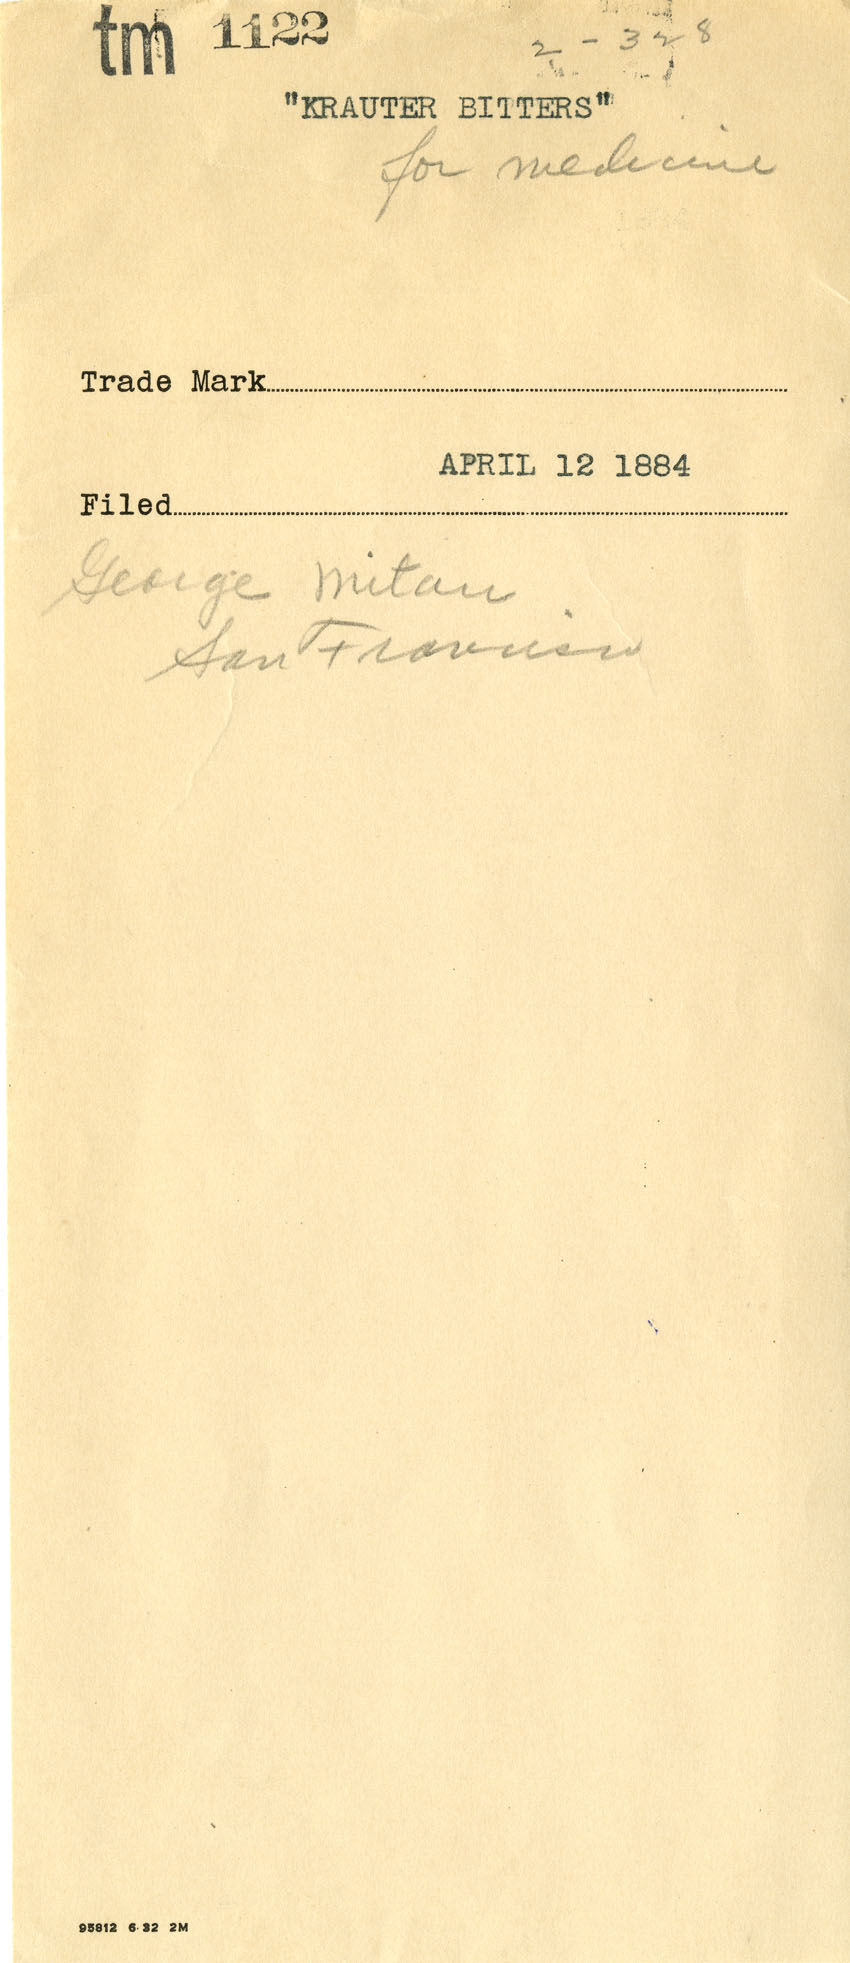 tm 1122
2-328
"KRAUTER BITTERS"
for medicine
Trade Mark
APRIL 12 1884
Filed
George Mitau
San Francisco
95812 6-32 2M